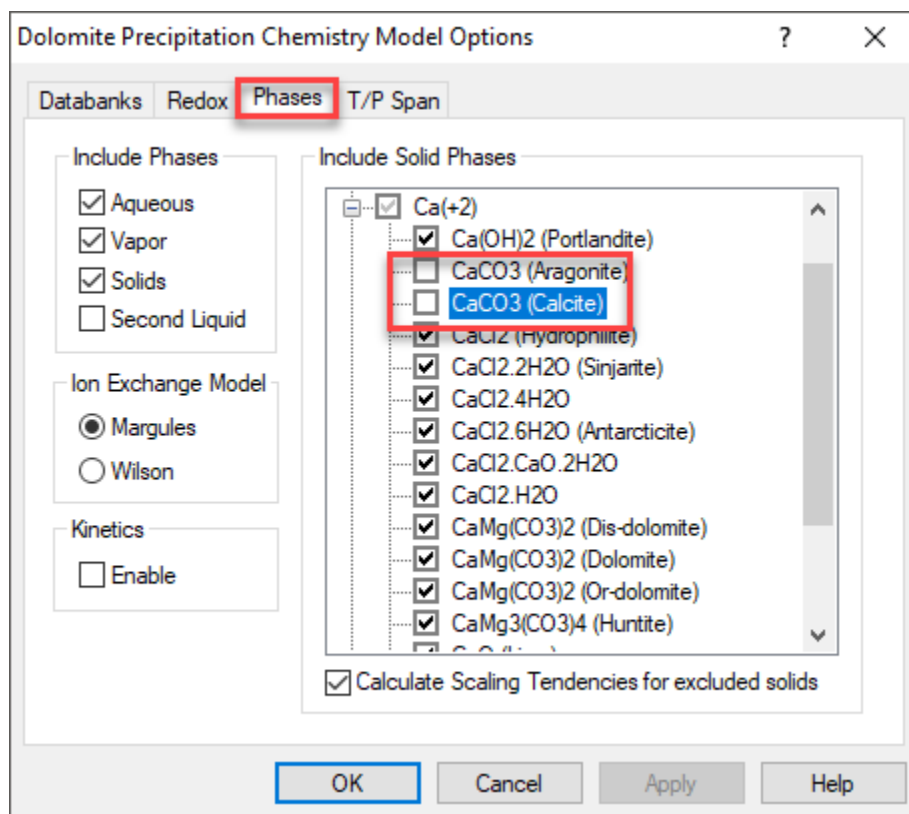 Dolomite Precipitation Chemistry Model Options ?
Databanks Redox Phases T/P Span
Include Phases
Aqueous
Vapor
Solids
Second Liquid
Ion Exchange Model
Margules
Wilson
Kinetics
Enable
Include Solid Phases
Ca(+2)
Ca(OH)2 (Portlandite)
CaCO3 (Aragonite)
CaCO3 (Calcite)
CaCl2 (Hydrophilite)
CaCl2.2H2O (Sinjarite)
CaCl2.4H2O
CaCl2.6H2O (Antarcticite)
CaCl2.CaO.2H2O
CaCl2.H2O
CaMg(CO3)2 (Dis-dolomite)
CaMg(CO3)2 (Dolomite)
CaMg(CO3)2 (Or-dolomite)
CaMg3(CO3)4 (Huntite)
Calculate Scaling Tendencies for excluded solids
OK Cancel Apply Help